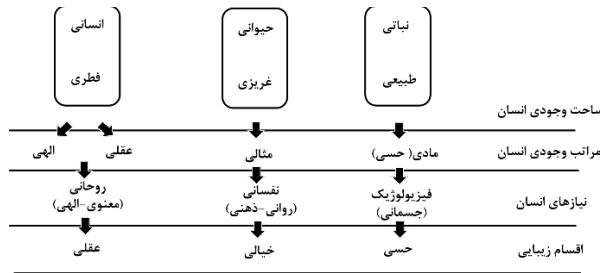 نباتی
طبیعی
حیوانی
غریزی
انسانی
فطری
ساحت وجودی انسان
مراتب وجودی انسان
مادی( حسی)
مثالی
عقلی
الهی
نیازهای انسان
فیزیولوژیک
(جسمانی)
نفسانی
(روانی-ذهنی)
روحانی
(معنوی-الهی)
اقسام زیبایی
حسی
خیالی
عقلی